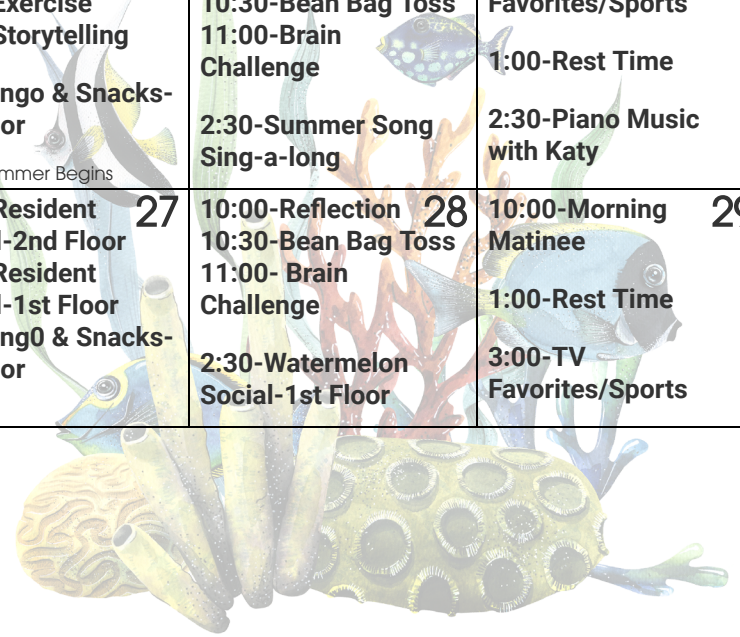 Exercise
Storytelling
ngo & Snacks-
or
mmer Begins
10:30-Bean Bag Toss
11:00-Brain
Challenge
2:30-Summer Song
Sing-a-long
Favorites/Sports
1:00-Rest Time
2:30-Piano Music
with Katy
Resident 27
l-2nd Floor
Resident
l-1st Floor
ng0 & Snacks-
or
10:00-Reflection 28
10:30-Bean Bag Toss
11:00- Brain
Challenge
2:30-Watermelon
Social-1st Floor
10:00-Morning 29
Matinee
1:00-Rest Time
3:00-TV
Favorites/Sports